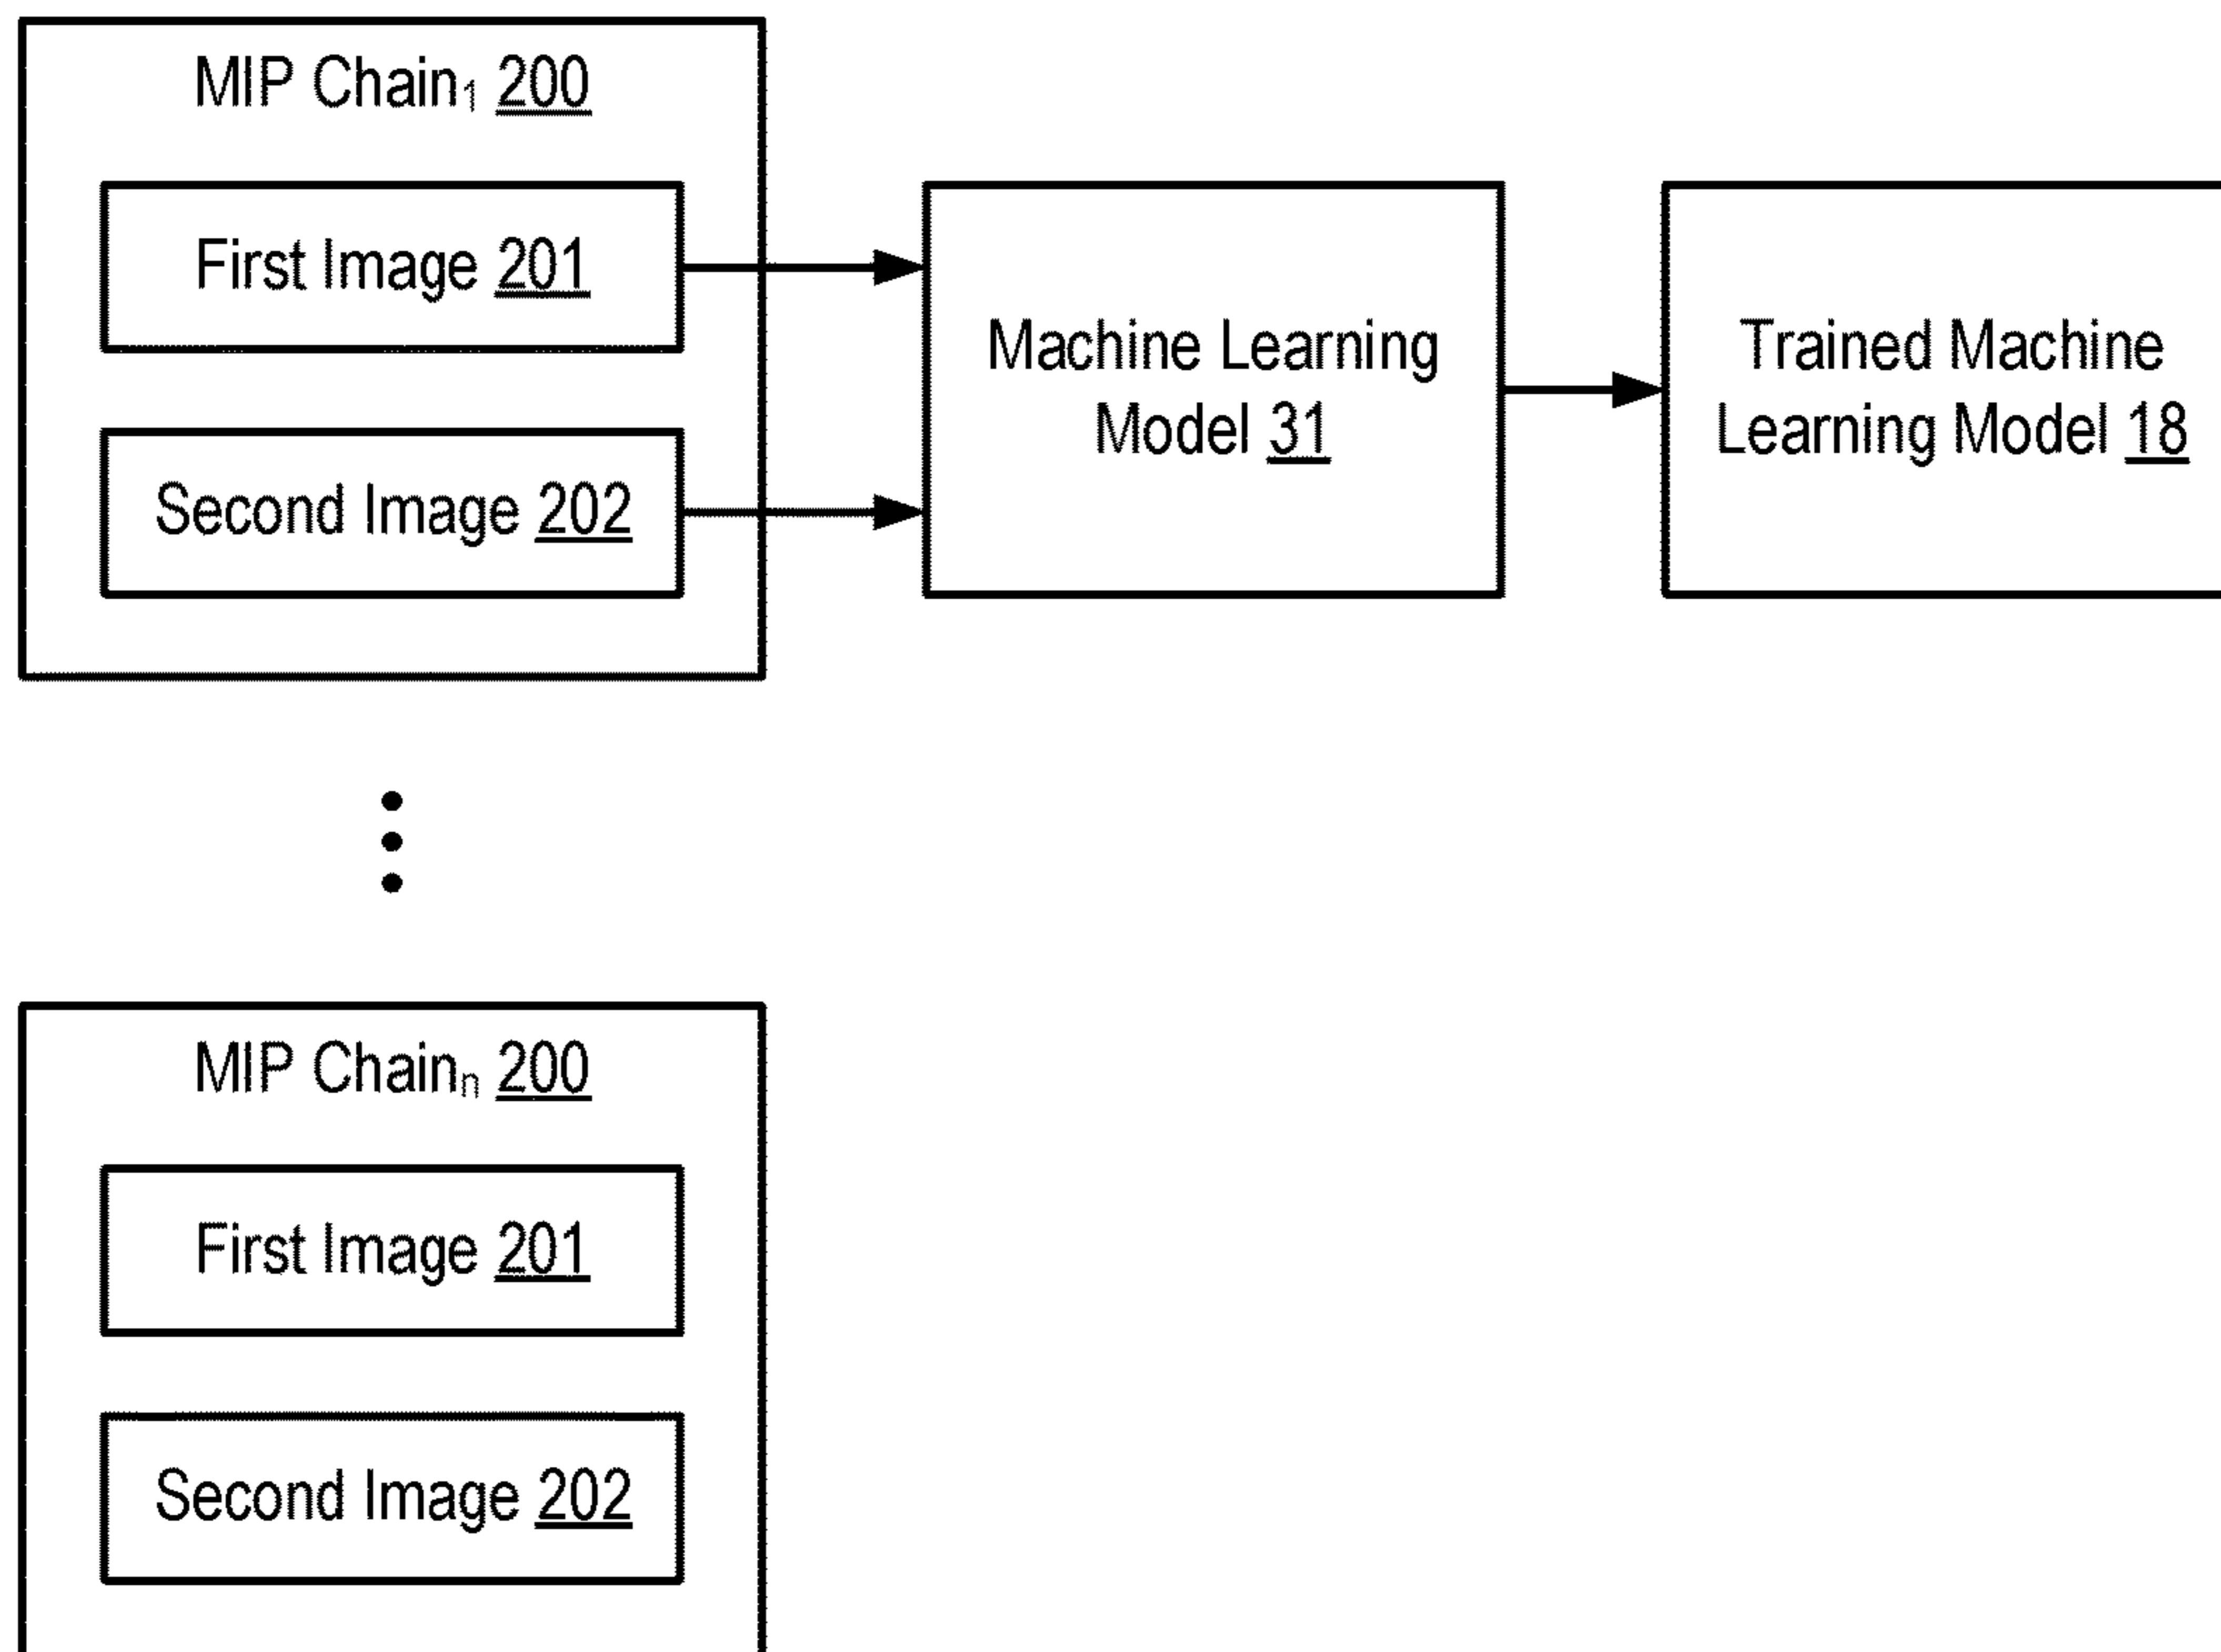 MIP Chain₁ 200
First Image 201
Second Image 202
Machine Learning
Model 31
Trained Machine
Learning Model 18
MIP Chainₙ 200
First Image 201
Second Image 202